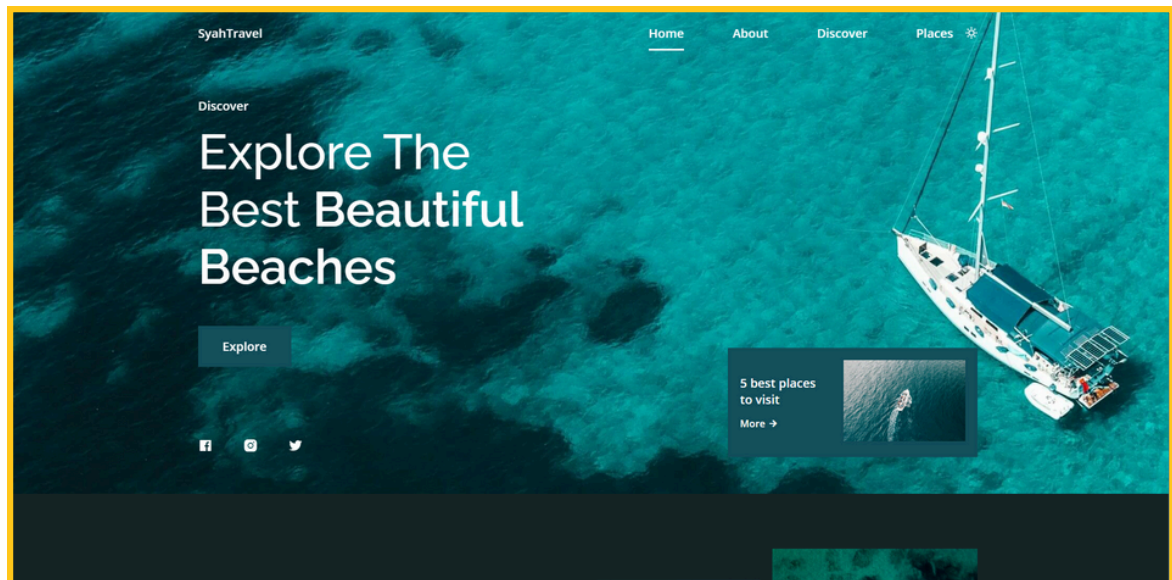 SyahTravel
Home About Discover Places
Discover
Explore The
Best Beautiful
Beaches
Explore
5 best places
to visit
More →